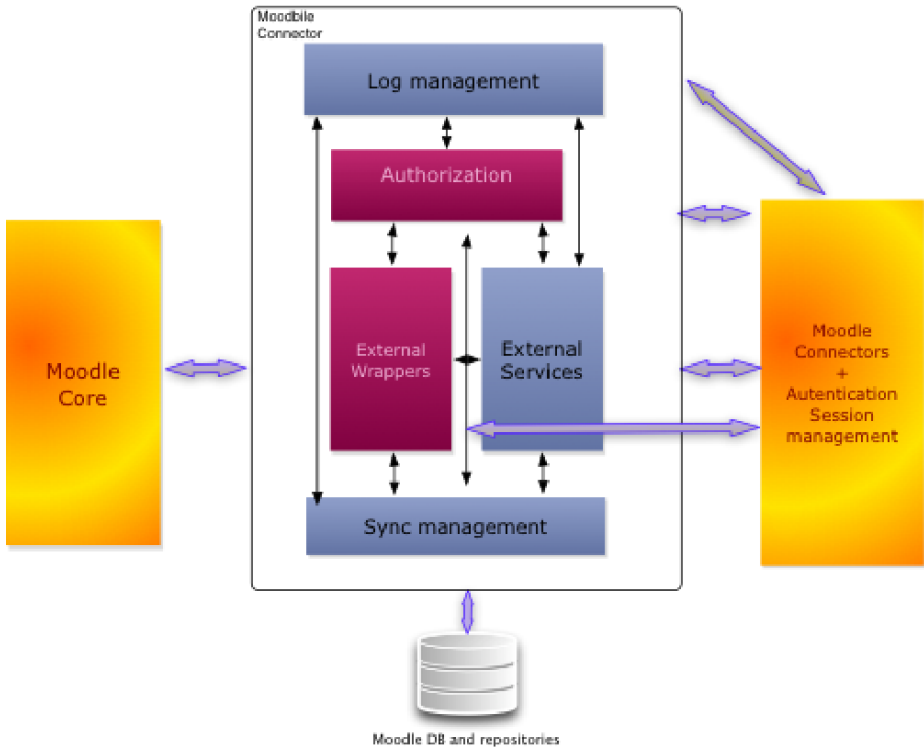 Moodbile
Connector
Log management
Authorization
Moodle
Core
External
Wrappers
External
Services
Moodle
Connectors
+
Autentication
Session
management
Sync management
Moodle DB and repositories